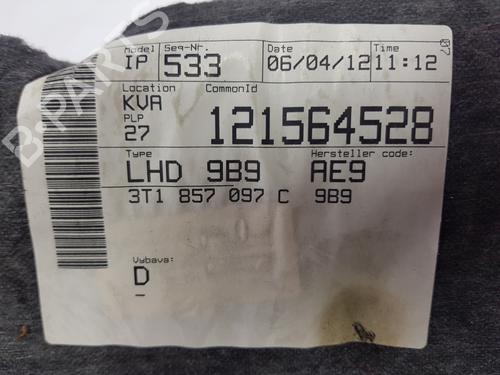 Model Seq-Nr. Date Time
IP 533 06/04/12 11:12
07
Location CommonId
KVA
PLP
27 121564528
Type Hersteller code:
LHD 9B9 AE9
3T1 857 097 C 9B9
Vybava:
D
-
B-PARTS